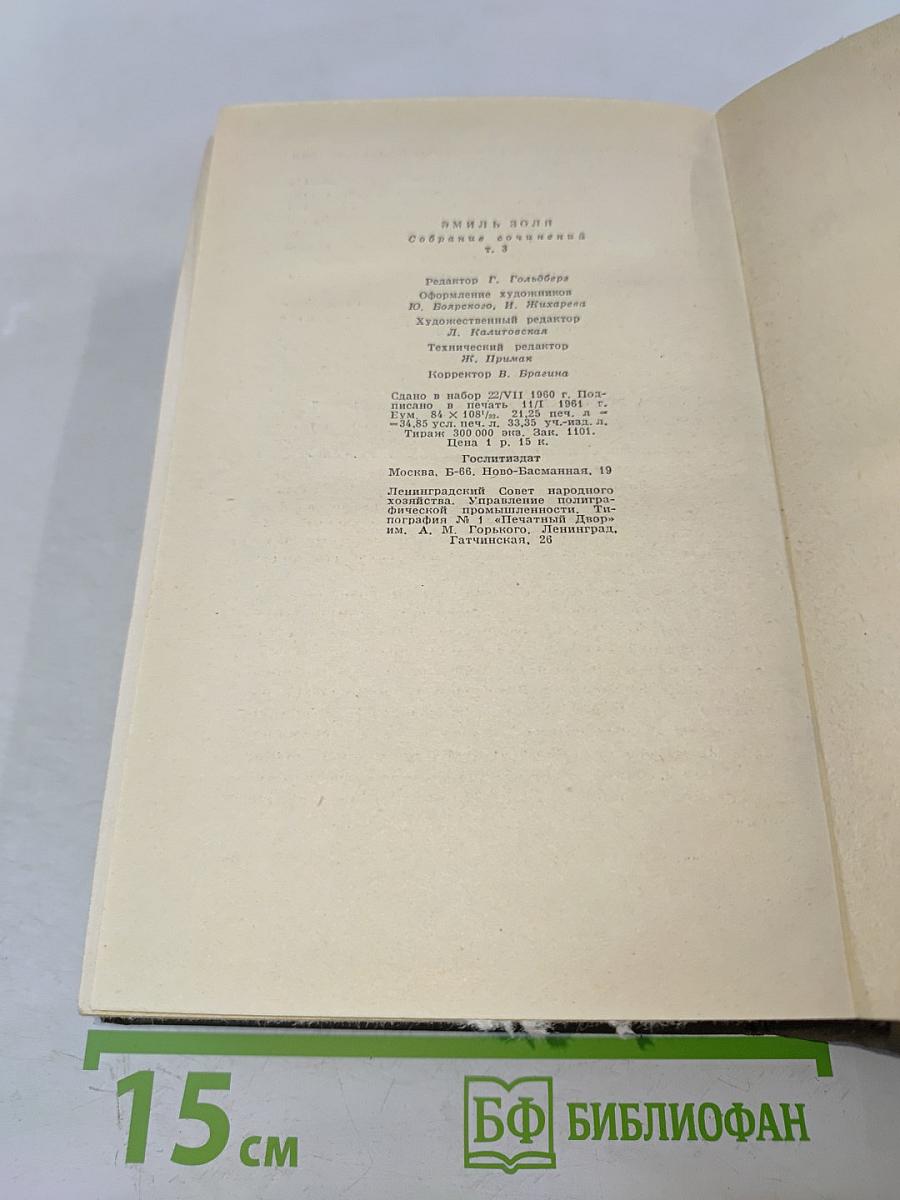 ЭМИЛЬ ЗОЛЯ
Собрание сочинений
т. 3
Редактор Г. Гольдберг
Оформление художников
Ю. Боярского, И. Жихарева
Художественный редактор
Л. Калитовская
Технический редактор
Ж. Примак
Корректор В. Брагина
Сдано в набор 22/VII 1960 г. Под-
писано в печать 11/I 1961 г.
Бум. 84 × 108¹/₃₂. 21,25 печ. л =
=34,85 усл. печ. л. 33,35 уч.-изд. л.
Тираж 300 000 экз. Зак. 1101.
Цена 1 р. 15 к.
Гослитиздат
Москва, Б-66, Ново-Басманная, 19
Ленинградский Совет народного
хозяйства. Управление полигра-
фической промышленности. Ти-
пография № 1 «Печатный Двор»
им. А. М. Горького, Ленинград,
Гатчинская, 26
15 см
БФ БИБЛИОФАН